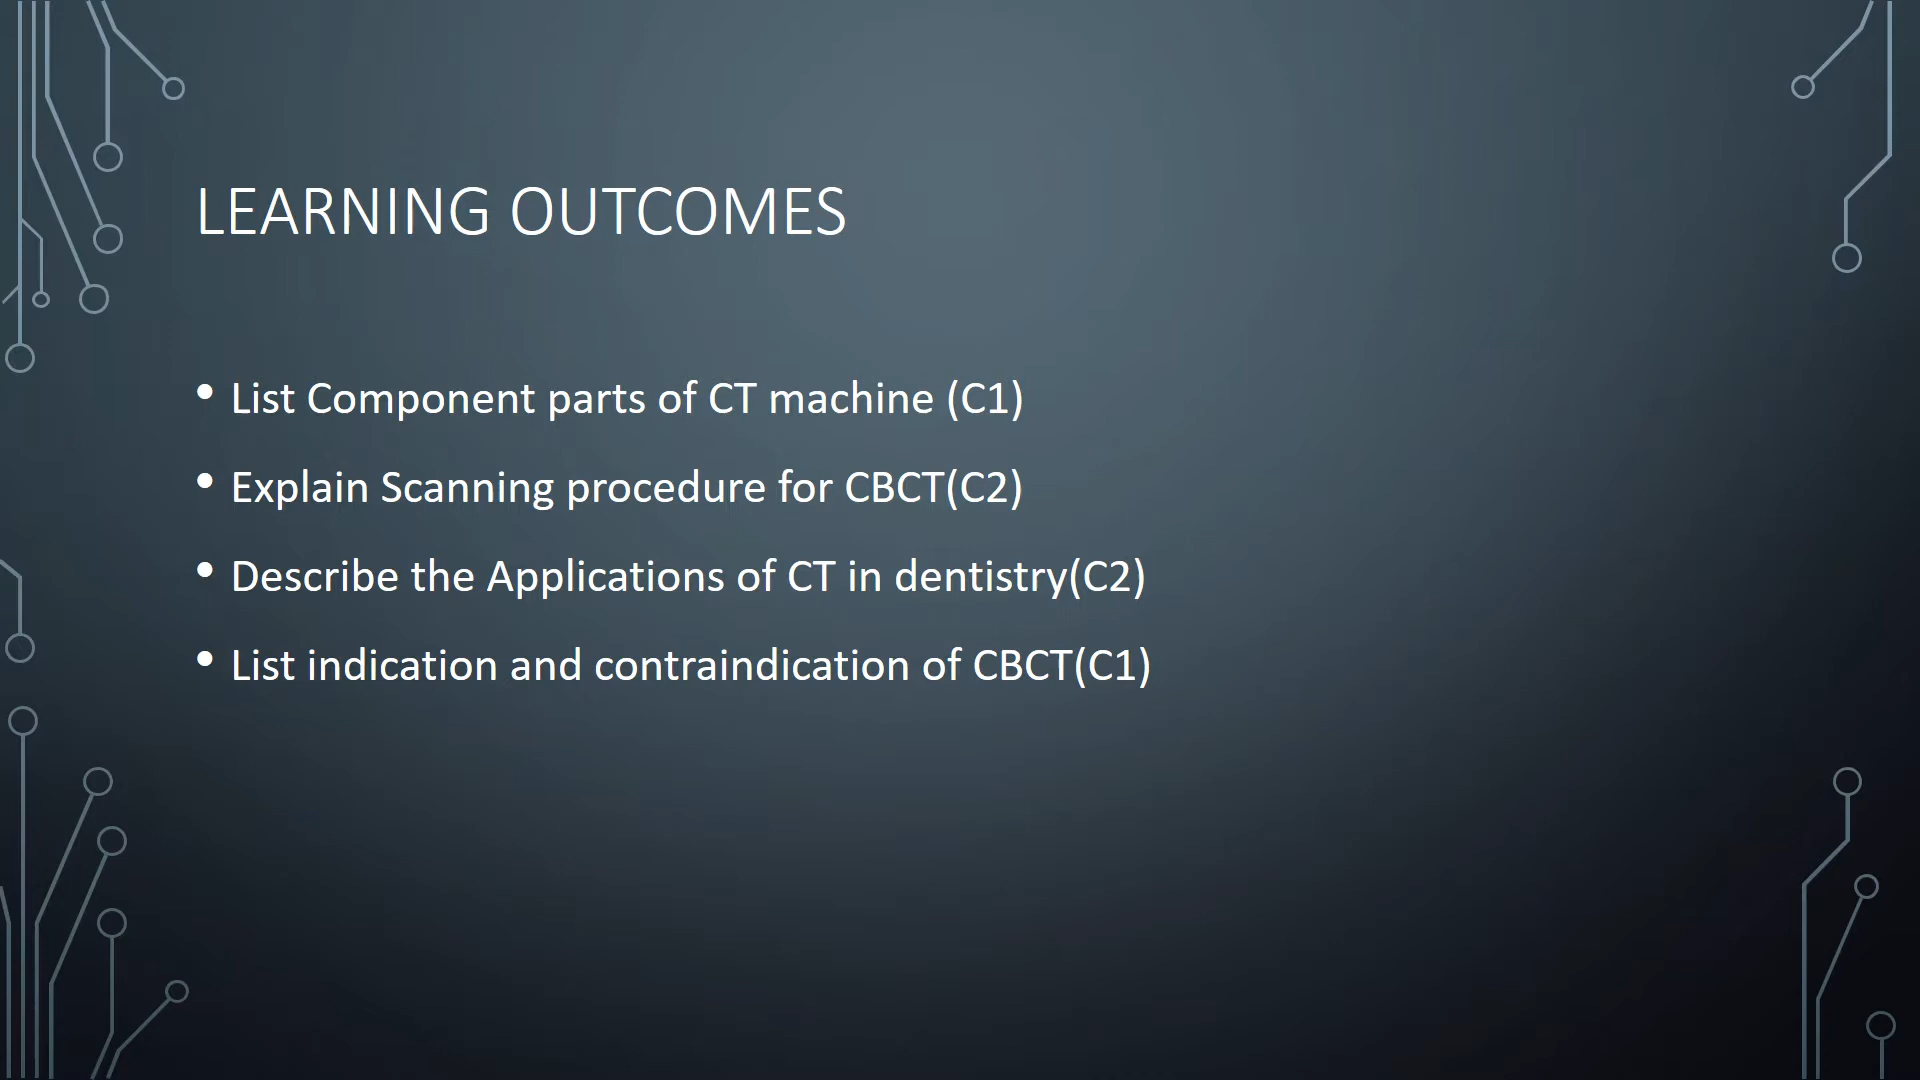 LEARNING OUTCOMES
• List Component parts of CT machine (C1)
• Explain Scanning procedure for CBCT(C2)
• Describe the Applications of CT in dentistry(C2)
• List indication and contraindication of CBCT(C1)